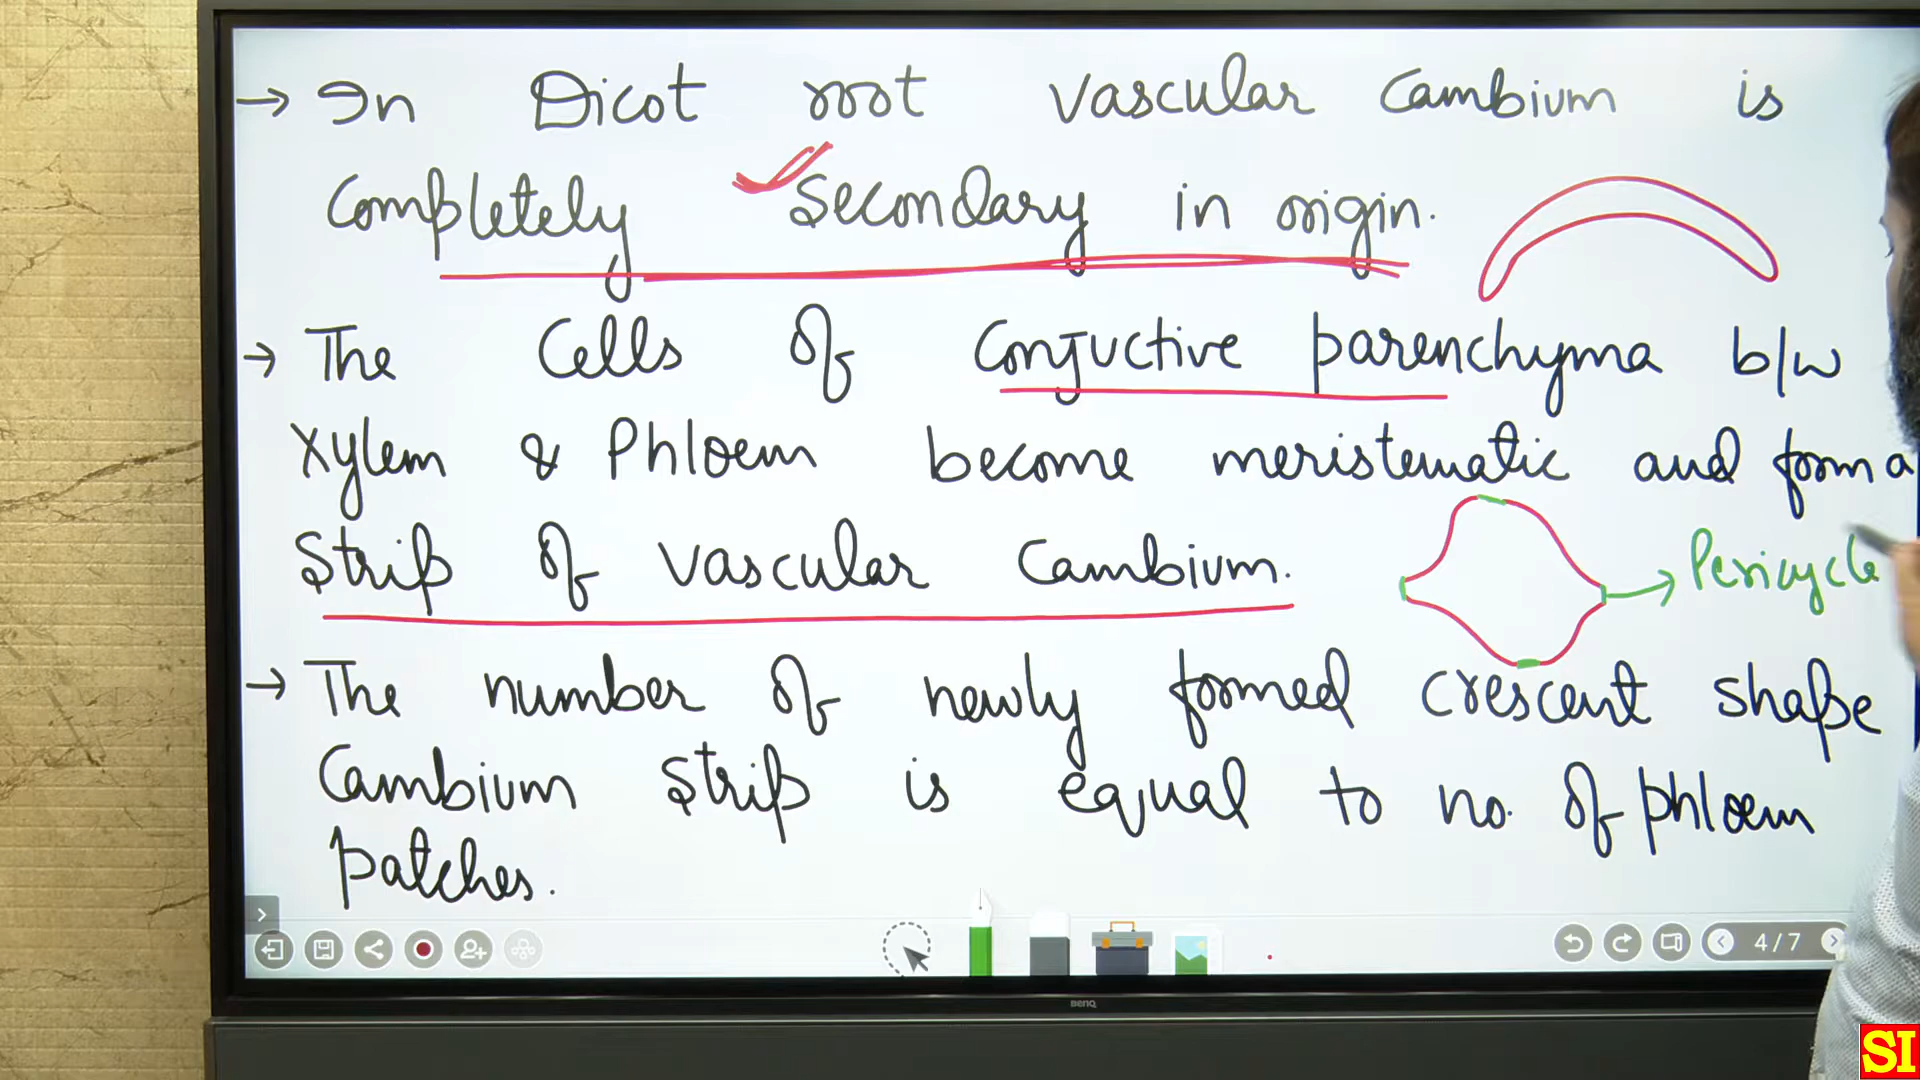 → In Dicot root vascular Cambium is
Completely Secondary in origin.
→ The Cells of Conjuctive parenchyma b/w
Xylem & Phloem become meristematic and form a
Strip of vascular Cambium.
→ Pericycle
→ The number of newly formed crescent shape
Cambium Strip is equal to no. of phloem
patches.
4/7
BenQ
SI